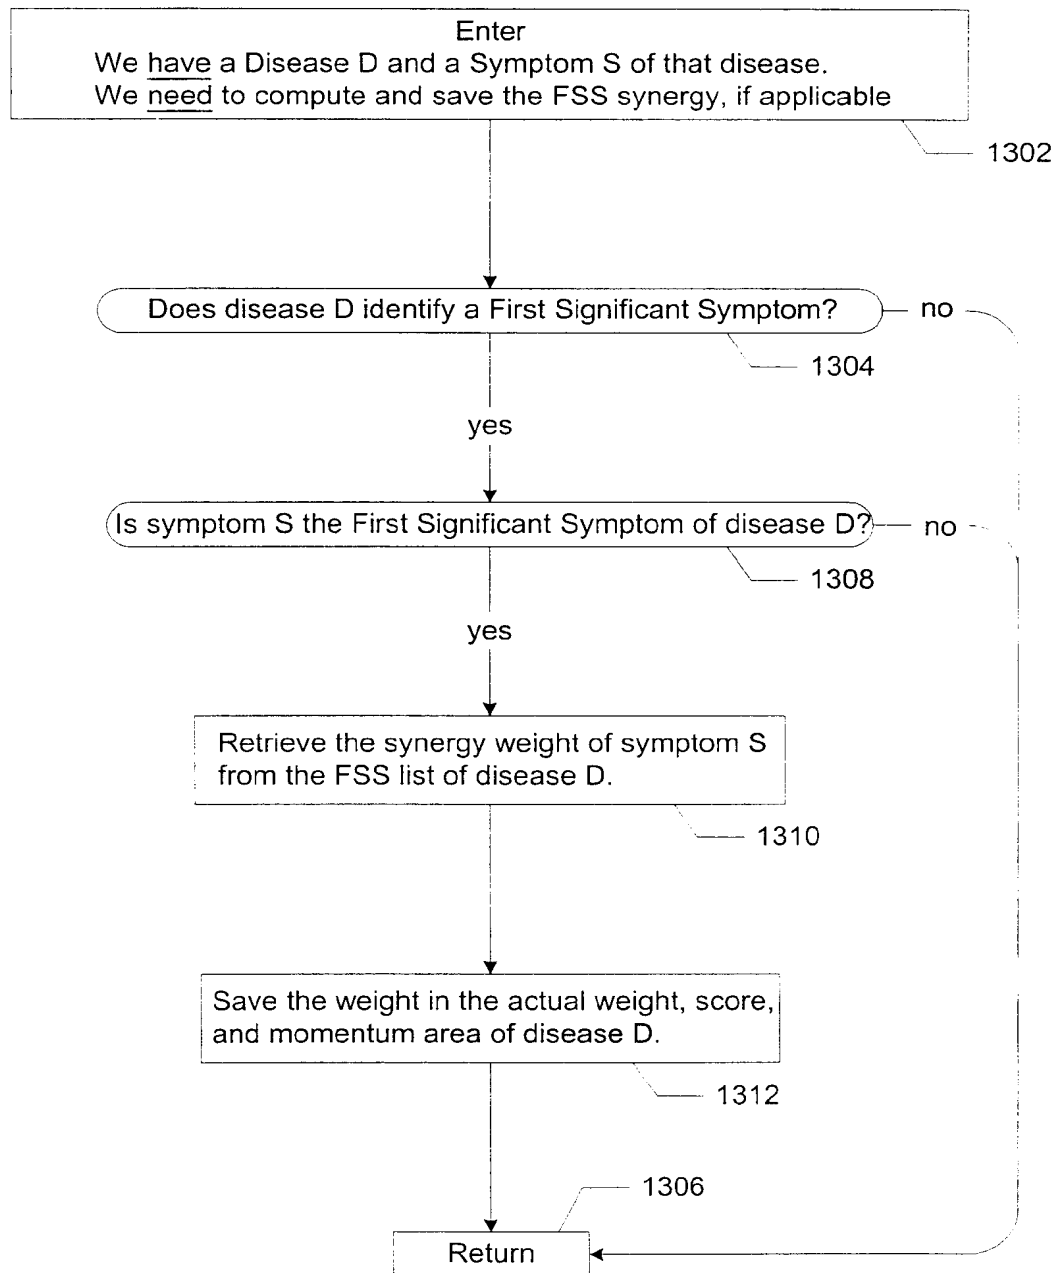 Enter
We have a Disease D and a Symptom S of that disease.
We need to compute and save the FSS synergy, if applicable
1302
Does disease D identify a First Significant Symptom?
no
1304
yes
Is symptom S the First Significant Symptom of disease D?
no
1308
yes
Retrieve the synergy weight of symptom S
from the FSS list of disease D.
1310
Save the weight in the actual weight, score,
and momentum area of disease D.
1312
1306
Return